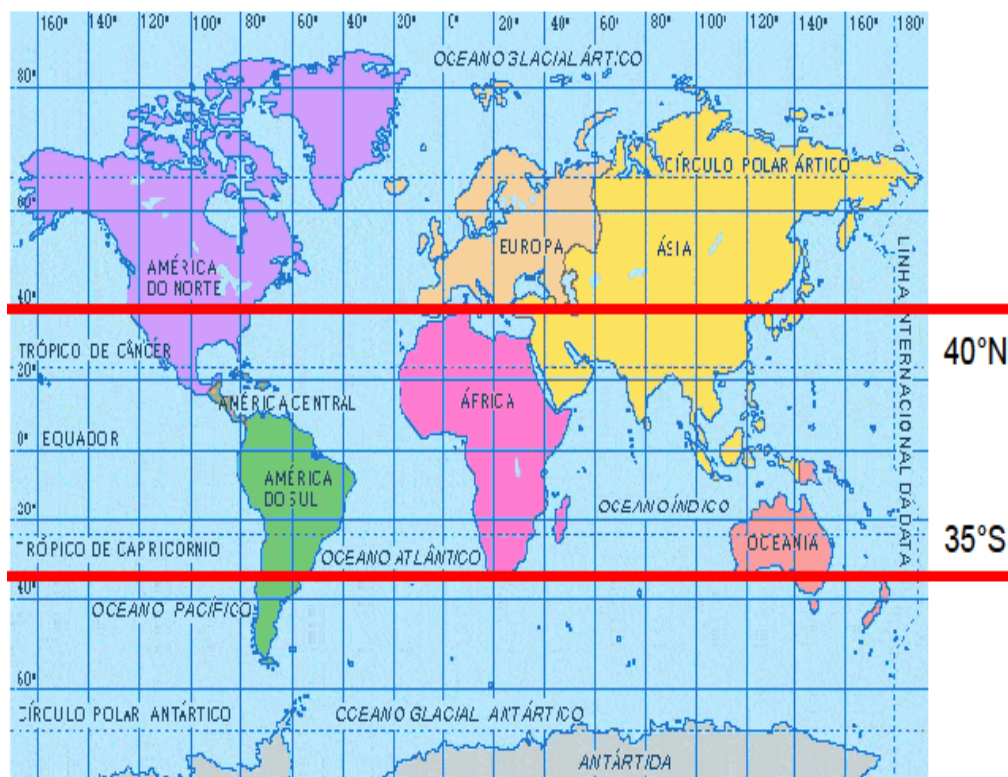 160° 140° 120° 100° 80° 60° 40° 20° 0° 20° 40° 60° 80° 100° 120° 140° 160° 180°
OCEANO GLACIAL ÁRTICO
80°
CÍRCULO POLAR ÁRTICO
60°
EUROPA
ÁSIA
AMÉRICA
DO NORTE
LINHA INTERNACIONAL DA DATA
40°
40°N
TRÓPICO DE CÂNCER
20°
AMÉRICA CENTRAL
ÁFRICA
0° EQUADOR
AMÉRICA
DO SUL
OCEANO ÍNDICO
20°
TRÓPICO DE CAPRICÓRNIO
OCEANO ATLÂNTICO
OCEANIA
35°S
40°
OCEANO PACÍFICO
60°
CÍRCULO POLAR ANTÁRTICO
OCEANO GLACIAL ANTÁRTICO
ANTÁRTIDA